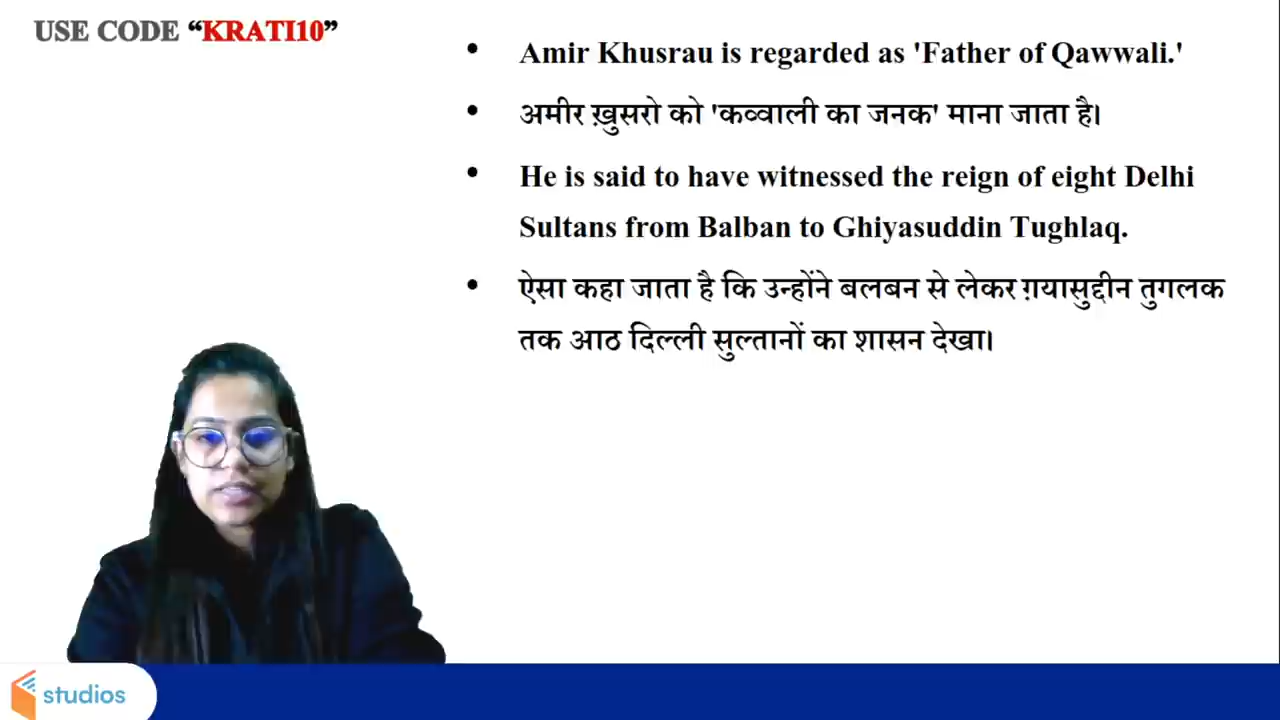 USE CODE “KRATI10”
• Amir Khusrau is regarded as 'Father of Qawwali.'
• अमीर ख़ुसरो को 'कव्वाली का जनक' माना जाता है।
• He is said to have witnessed the reign of eight Delhi
Sultans from Balban to Ghiyasuddin Tughlaq.
• ऐसा कहा जाता है कि उन्होंने बलबन से लेकर ग़यासुद्दीन तुगलक
तक आठ दिल्ली सुल्तानों का शासन देखा।
studios